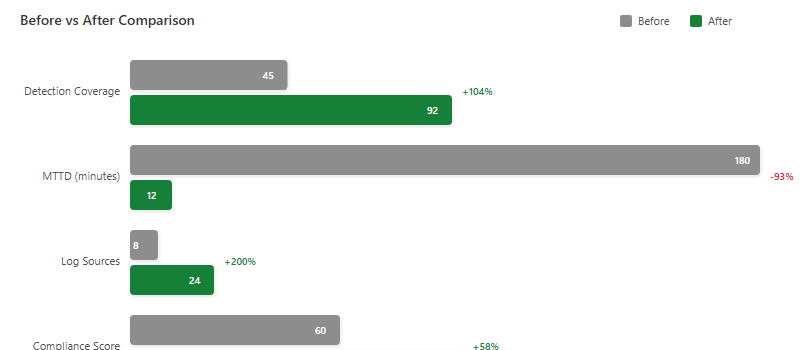 Before vs After Comparison
Before
After
45
Detection Coverage
+104%
92
180
MTTD (minutes)
-93%
12
8
Log Sources
+200%
24
60
Compliance Score
+58%